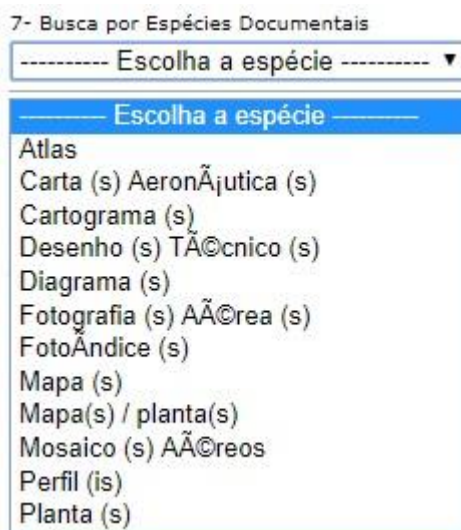 7- Busca por Espécies Documentais
---------- Escolha a espécie ---------- ▼
---------- Escolha a espécie ----------
Atlas
Carta (s) AeronÃ¡utica (s)
Cartograma (s)
Desenho (s) TÃ©cnico (s)
Diagrama (s)
Fotografia (s) AÃ©rea (s)
FotoÃndice (s)
Mapa (s)
Mapa(s) / planta(s)
Mosaico (s) AÃ©reos
Perfil (is)
Planta (s)